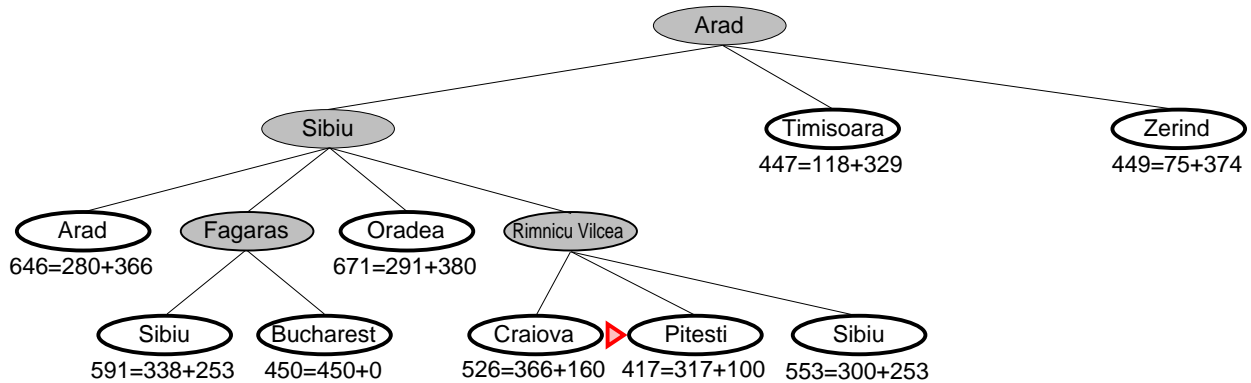 Arad
Sibiu
Timisoara
Zerind
447=118+329
449=75+374
Arad
Fagaras
Oradea
Rimnicu Vilcea
646=280+366
671=291+380
Sibiu
Bucharest
Craiova
Pitesti
Sibiu
591=338+253
450=450+0
526=366+160
417=317+100
553=300+253